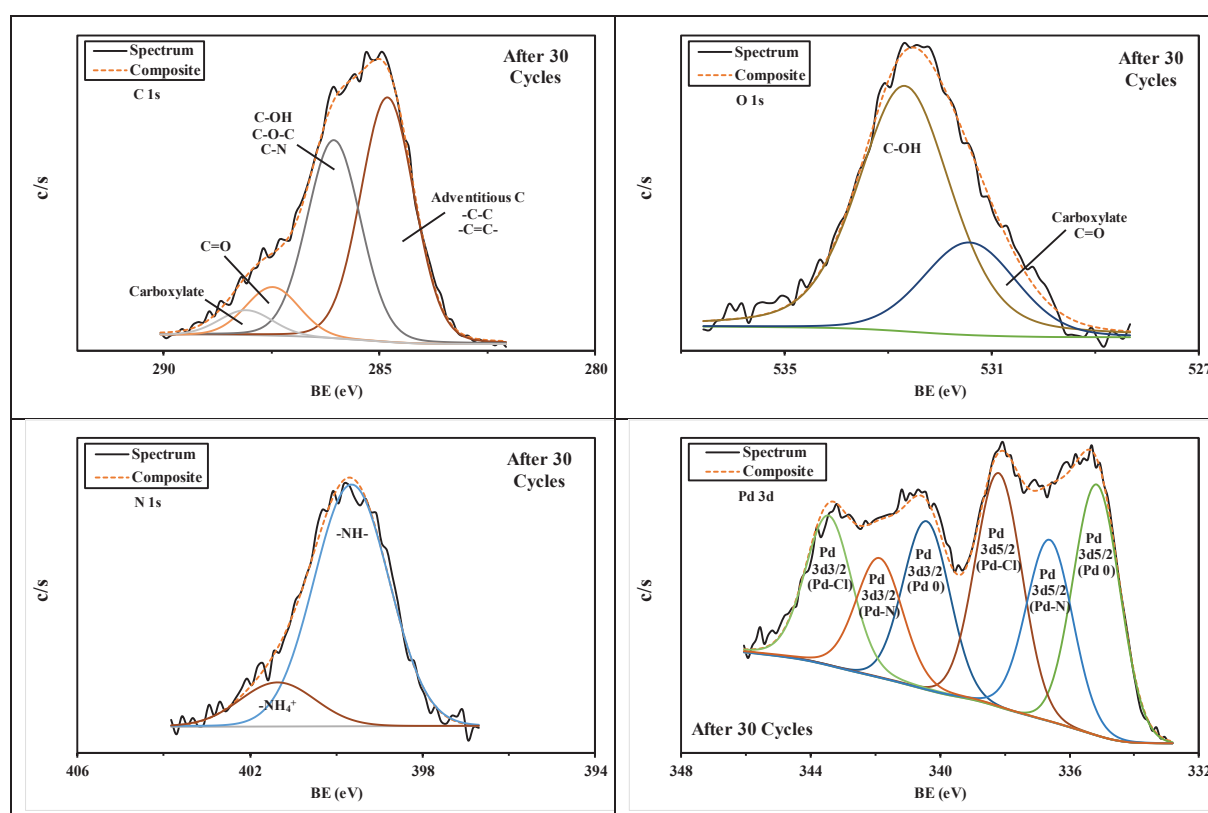 Spectrum
Composite
C 1s
After 30
Cycles
C-OH
C-O-C
C-N
Adventitious C
-C-C
-C=C-
C=O
Carboxylate
c/s
290
285
280
BE (eV)
Spectrum
Composite
O 1s
After 30
Cycles
C-OH
Carboxylate
C=O
c/s
535
531
527
BE (eV)
Spectrum
Composite
N 1s
After 30
Cycles
-NH-
-NH₄⁺
c/s
406
402
398
394
BE (eV)
Spectrum
Composite
Pd 3d
Pd
3d3/2
(Pd-Cl)
Pd
3d3/2
(Pd-N)
Pd
3d3/2
(Pd 0)
Pd
3d5/2
(Pd-Cl)
Pd
3d5/2
(Pd-N)
Pd
3d5/2
(Pd 0)
After 30 Cycles
c/s
348
344
340
336
332
BE (eV)